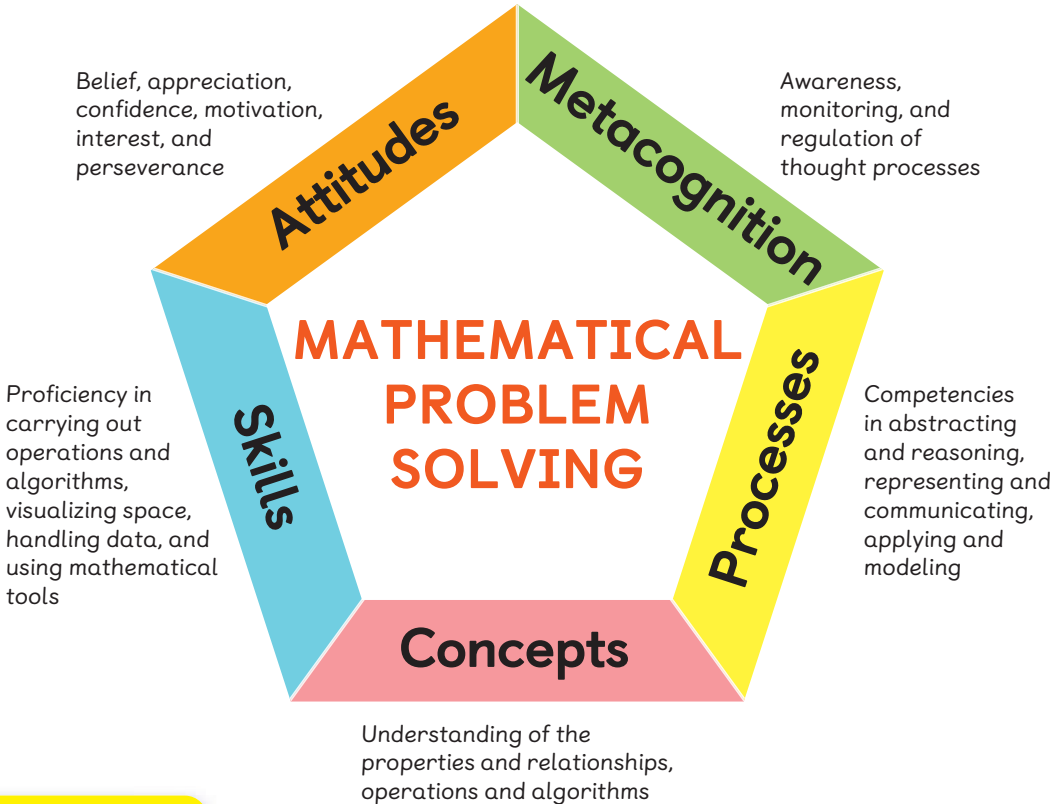 Belief, appreciation,
confidence, motivation,
interest, and
perseverance
Attitudes
Metacognition
Awareness,
monitoring, and
regulation of
thought processes
MATHEMATICAL
PROBLEM
SOLVING
Proficiency in
carrying out
operations and
algorithms,
visualizing space,
handling data, and
using mathematical
tools
Skills
Processes
Competencies
in abstracting
and reasoning,
representing and
communicating,
applying and
modeling
Concepts
Understanding of the
properties and relationships,
operations and algorithms